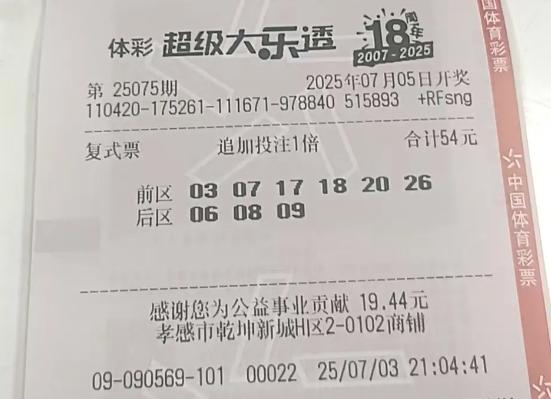 体彩 超级大乐透 18周年 2007-2025
第 25075期 2025年07月05日开奖
110420-175261-111671-978840 515893 +RFsng
复式票 追加投注1倍 合计54元
前区 03 07 17 18 20 26
后区 06 08 09
感谢您为公益事业贡献 19.44元
孝感市乾坤新城H区2-0102商铺
09-090569-101 00022 25/07/03 21:04:41
国体育彩票
中国体育彩票